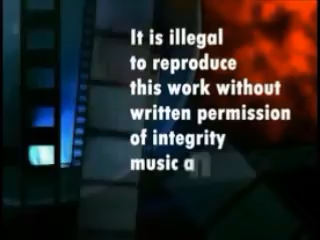 It is illegal
to reproduce
this work without
written permission
of integrity
music a